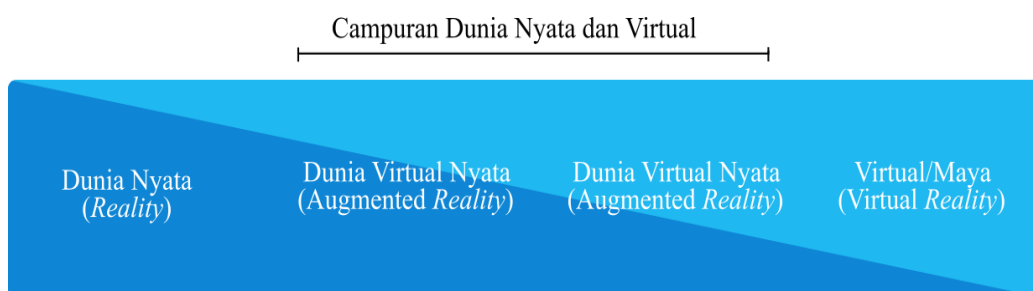 Campuran Dunia Nyata dan Virtual
Dunia Nyata
(Reality)
Dunia Virtual Nyata
(Augmented Reality)
Dunia Virtual Nyata
(Augmented Reality)
Virtual/Maya
(Virtual Reality)